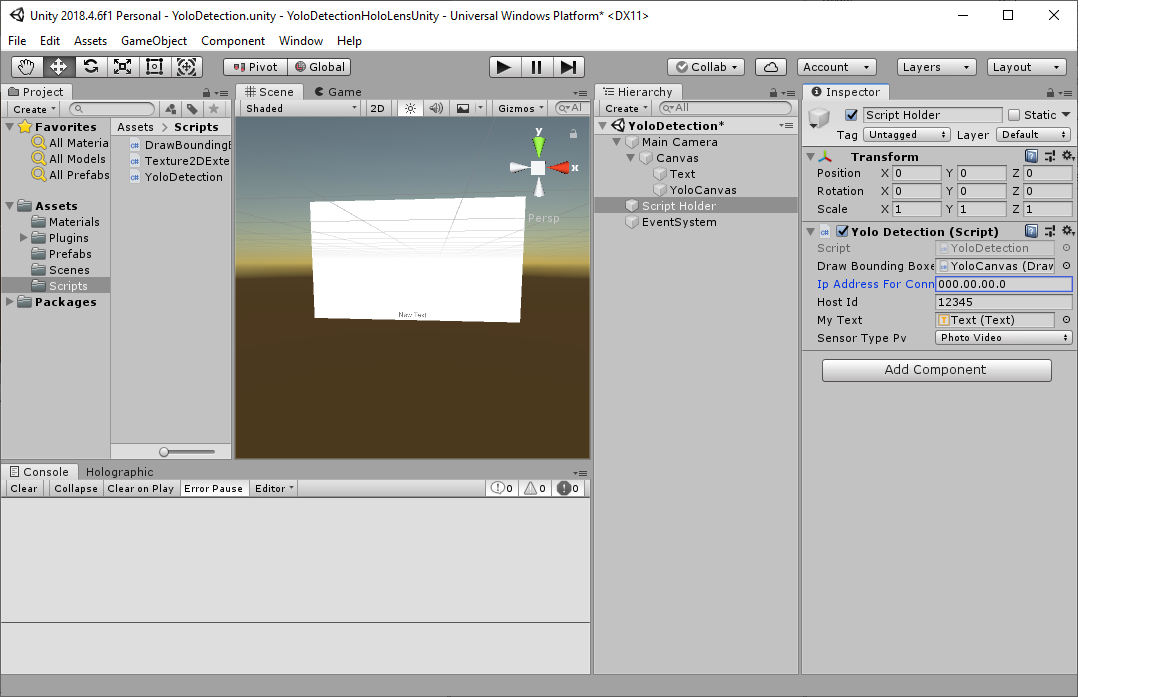 Unity 2018.4.6f1 Personal - YoloDetection.unity - YoloDetectionHoloLensUnity - Universal Windows Platform* <DX11>
File Edit Assets GameObject Component Window Help
Pivot Global Collab Account Layers Layout
Project
Create
Favorites
All Materia
All Models
All Prefabs
Assets
Materials
Plugins
Prefabs
Scenes
Scripts
Packages
Assets > Scripts
DrawBoundingB
Texture2DExte
YoloDetection
Scene Game
Shaded 2D Gizmos Al
y
x
Persp
New Text
Hierarchy
Create All
YoloDetection*
Main Camera
Canvas
Text
YoloCanvas
Script Holder
EventSystem
Inspector
Script Holder Static
Tag Untagged Layer Default
Transform
Position X 0 Y 0 Z 0
Rotation X 0 Y 0 Z 0
Scale X 1 Y 1 Z 1
Yolo Detection (Script)
Script YoloDetection
Draw Bounding Boxe YoloCanvas (Draw
Ip Address For Conn 000.00.00.0
Host Id 12345
My Text Text (Text)
Sensor Type Pv Photo Video
Add Component
Console Holographic
Clear Collapse Clear on Play Error Pause Editor 0 0 0